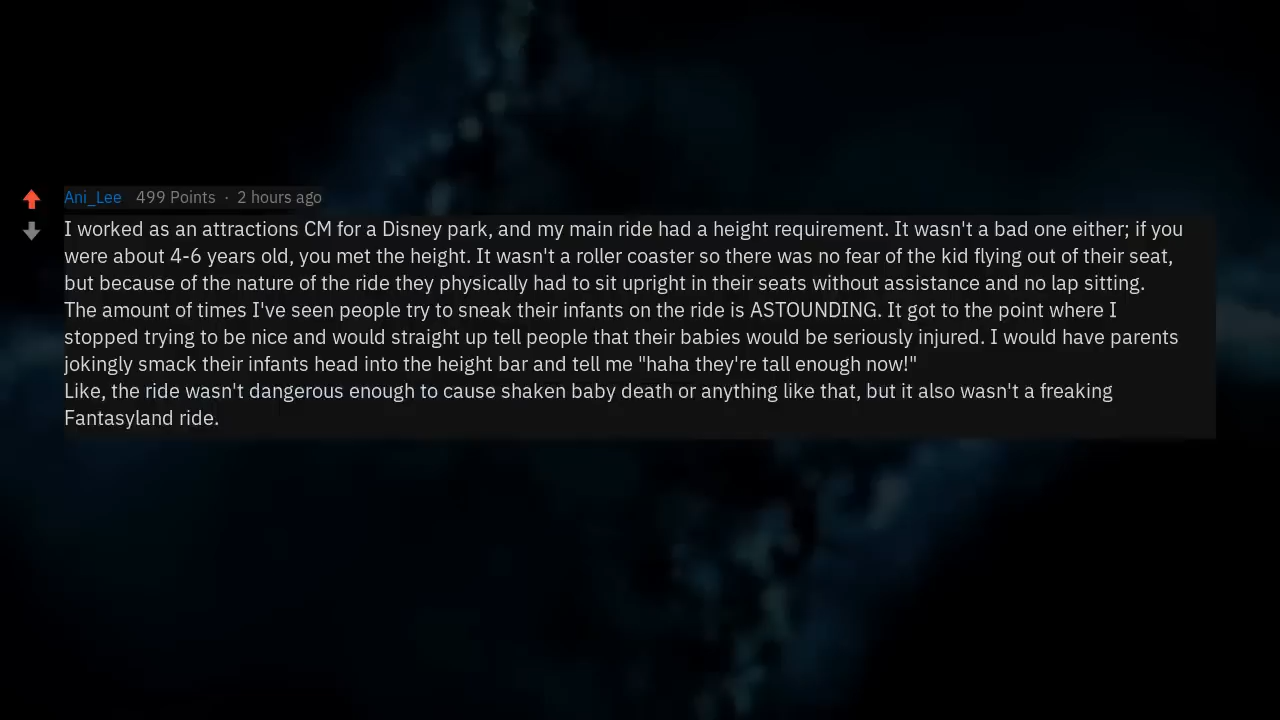 Ani_Lee 499 Points · 2 hours ago
I worked as an attractions CM for a Disney park, and my main ride had a height requirement. It wasn't a bad one either; if you
were about 4-6 years old, you met the height. It wasn't a roller coaster so there was no fear of the kid flying out of their seat,
but because of the nature of the ride they physically had to sit upright in their seats without assistance and no lap sitting.
The amount of times I've seen people try to sneak their infants on the ride is ASTOUNDING. It got to the point where I
stopped trying to be nice and would straight up tell people that their babies would be seriously injured. I would have parents
jokingly smack their infants head into the height bar and tell me "haha they're tall enough now!"
Like, the ride wasn't dangerous enough to cause shaken baby death or anything like that, but it also wasn't a freaking
Fantasyland ride.